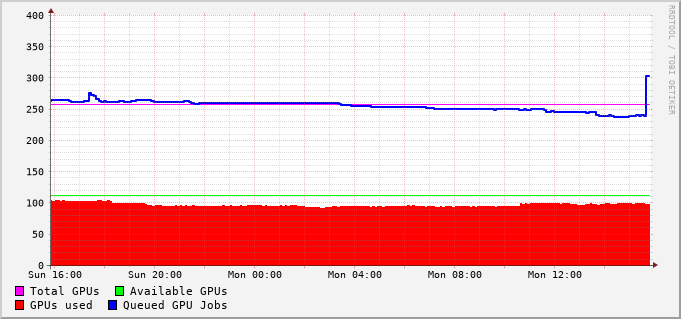 RRDTOOL / TOBI OETIKER
400
350
300
250
200
150
100
50
0
Sun 16:00 Sun 20:00 Mon 00:00 Mon 04:00 Mon 08:00 Mon 12:00
Total GPUs Available GPUs
GPUs used Queued GPU Jobs